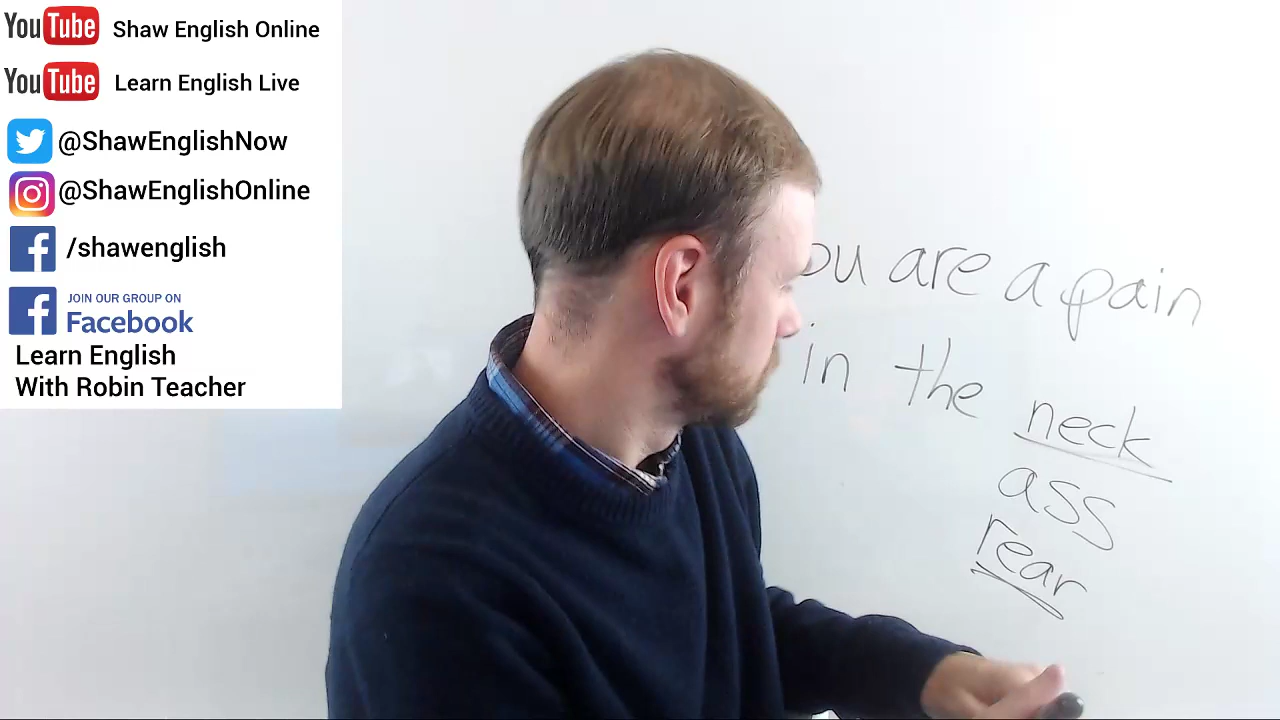 YouTube Shaw English Online
YouTube Learn English Live
@ShawEnglishNow
@ShawEnglishOnline
/shawenglish
JOIN OUR GROUP ON
Facebook
Learn English
With Robin Teacher
ou are a pain
in the neck
ass
rear